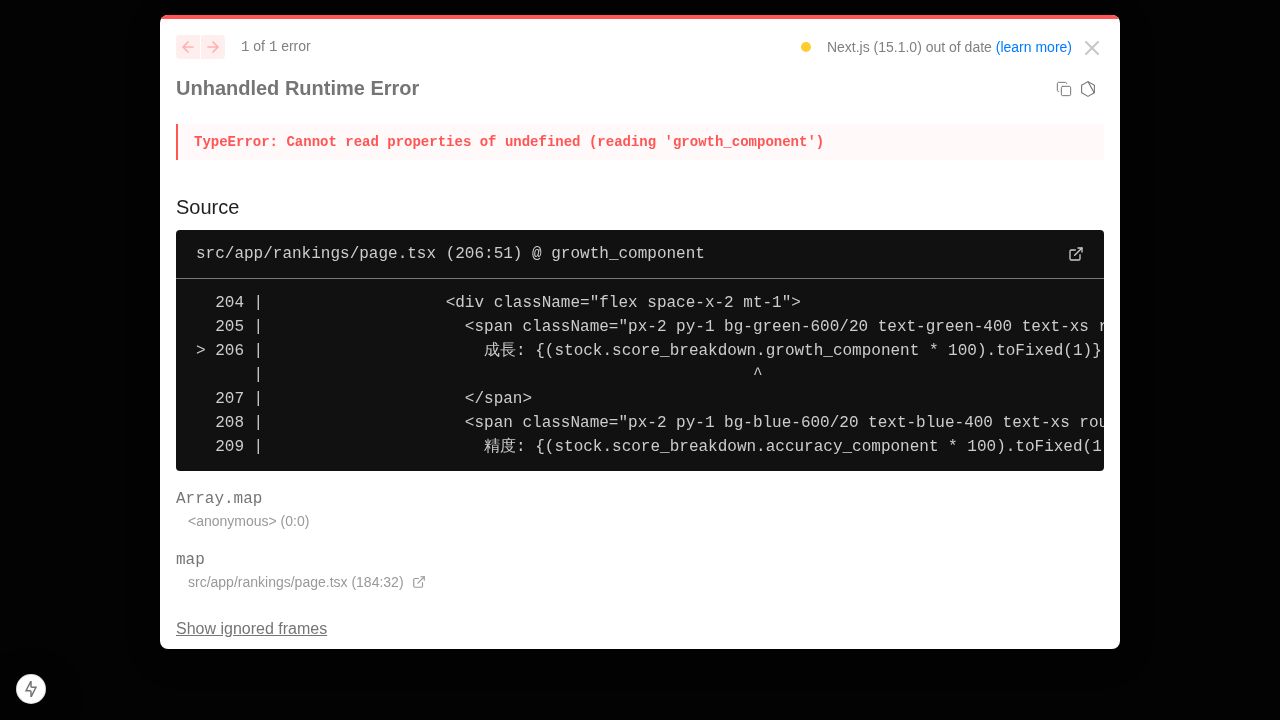 1 of 1 error
Next.js (15.1.0) out of date (learn more)
Unhandled Runtime Error
TypeError: Cannot read properties of undefined (reading 'growth_component')
Source
src/app/rankings/page.tsx (206:51) @ growth_component
204 | <div className="flex space-x-2 mt-1">
205 | <span className="px-2 py-1 bg-green-600/20 text-green-400 text-xs r
> 206 | 成長: {(stock.score_breakdown.growth_component * 100).toFixed(1)}
| ^
207 | </span>
208 | <span className="px-2 py-1 bg-blue-600/20 text-blue-400 text-xs rou
209 | 精度: {(stock.score_breakdown.accuracy_component * 100).toFixed(1
Array.map
<anonymous> (0:0)
map
src/app/rankings/page.tsx (184:32)
Show ignored frames